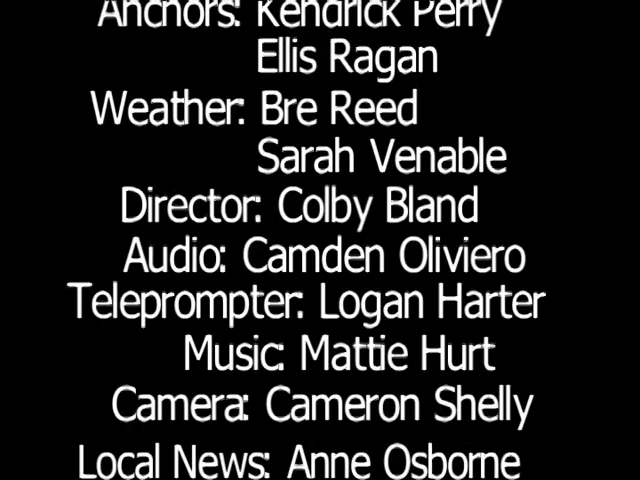 Anchors: Kendrick Perry
Ellis Ragan
Weather: Bre Reed
Sarah Venable
Director: Colby Bland
Audio: Camden Oliviero
Teleprompter: Logan Harter
Music: Mattie Hurt
Camera: Cameron Shelly
Local News: Anne Osborne